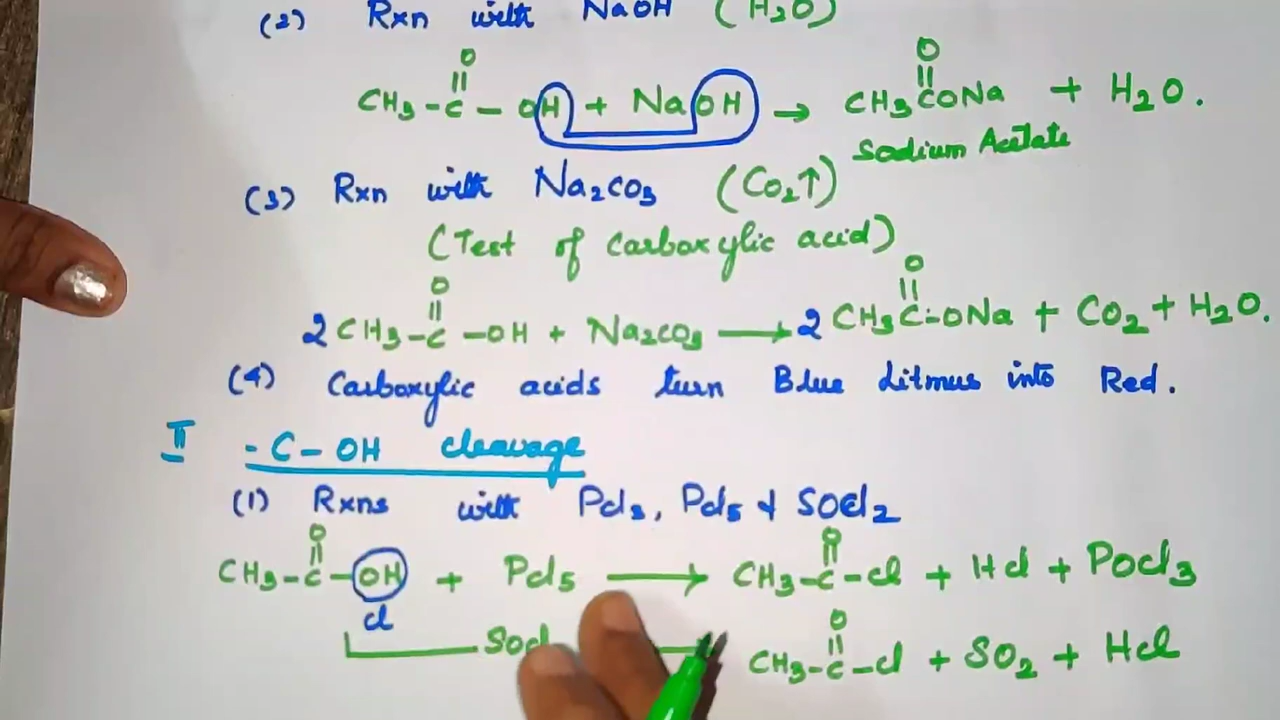 (2) Rxn with NaOH (H2O)
O O
||  ||
CH3-C-OH + NaOH → CH3CONa + H2O.
Sodium Acetate
(3) Rxn with Na2CO3 (CO2↑)
(Test of Carboxylic acid)
O O
||  ||
2CH3-C-OH + Na2CO3 → 2CH3C-ONa + CO2 + H2O.
(4) Carboxylic acids turn Blue Litmus into Red.
II -C-OH cleavage
(1) Rxns with PCl3, PCl5 & SOCl2
O O
||  ||
CH3-C-OH + PCl5 → CH3-C-Cl + HCl + POCl3
Cl
O
||
CH3-C-Cl + SO2 + HCl